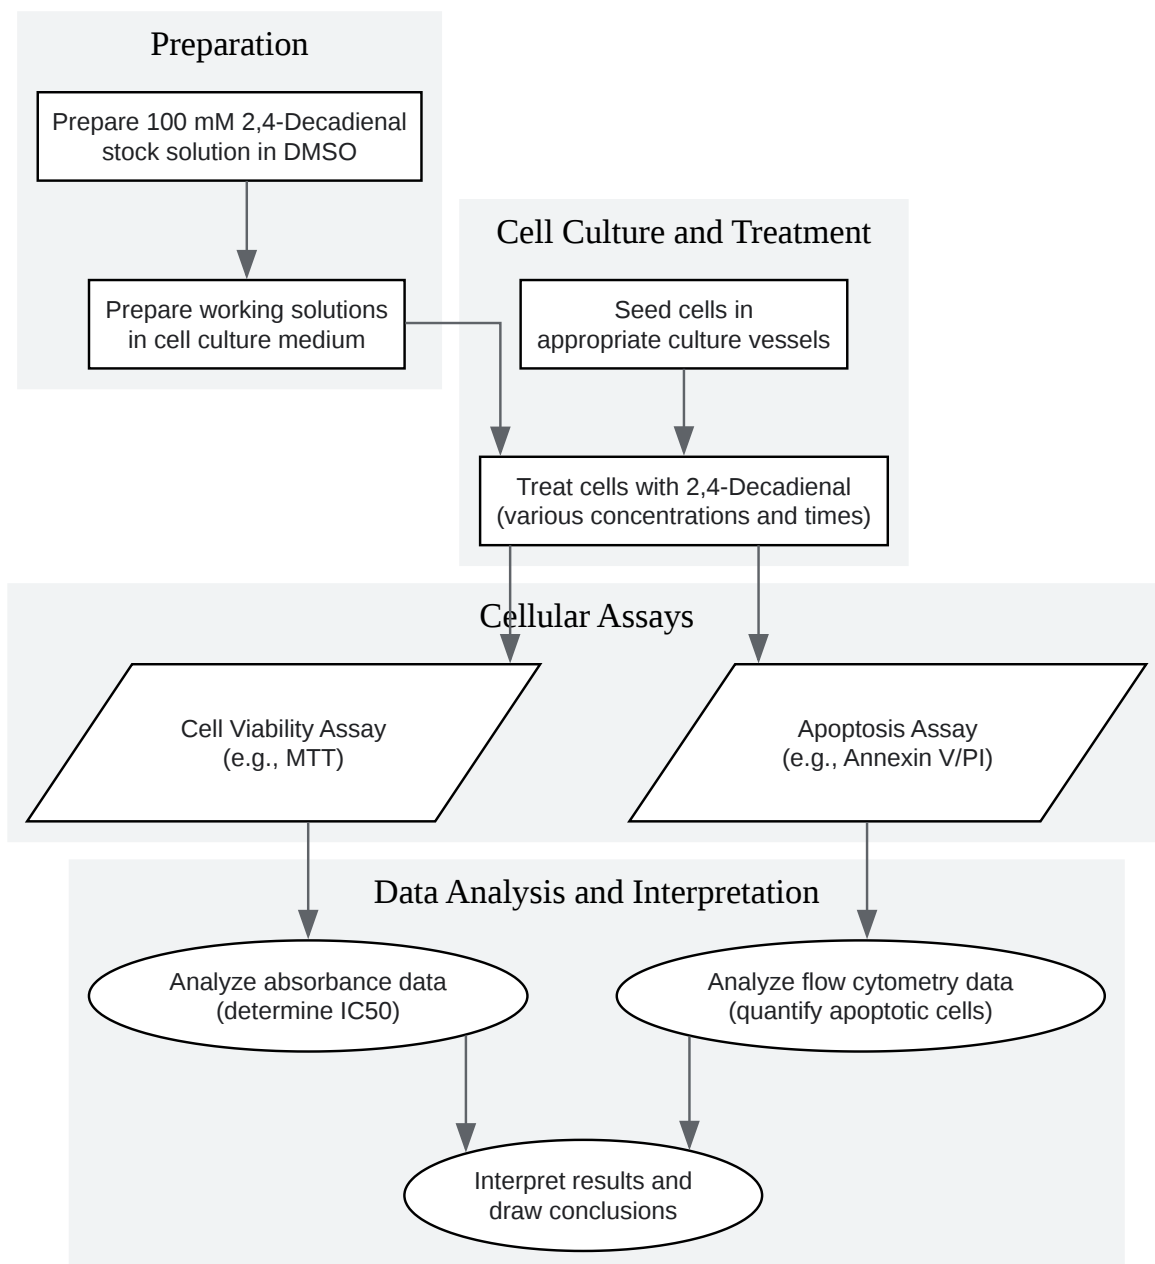 Preparation
Prepare 100 mM 2,4-Decadienal
stock solution in DMSO
Prepare working solutions
in cell culture medium
Cell Culture and Treatment
Seed cells in
appropriate culture vessels
Treat cells with 2,4-Decadienal
(various concentrations and times)
Cellular Assays
Cell Viability Assay
(e.g., MTT)
Apoptosis Assay
(e.g., Annexin V/PI)
Data Analysis and Interpretation
Analyze absorbance data
(determine IC50)
Analyze flow cytometry data
(quantify apoptotic cells)
Interpret results and
draw conclusions